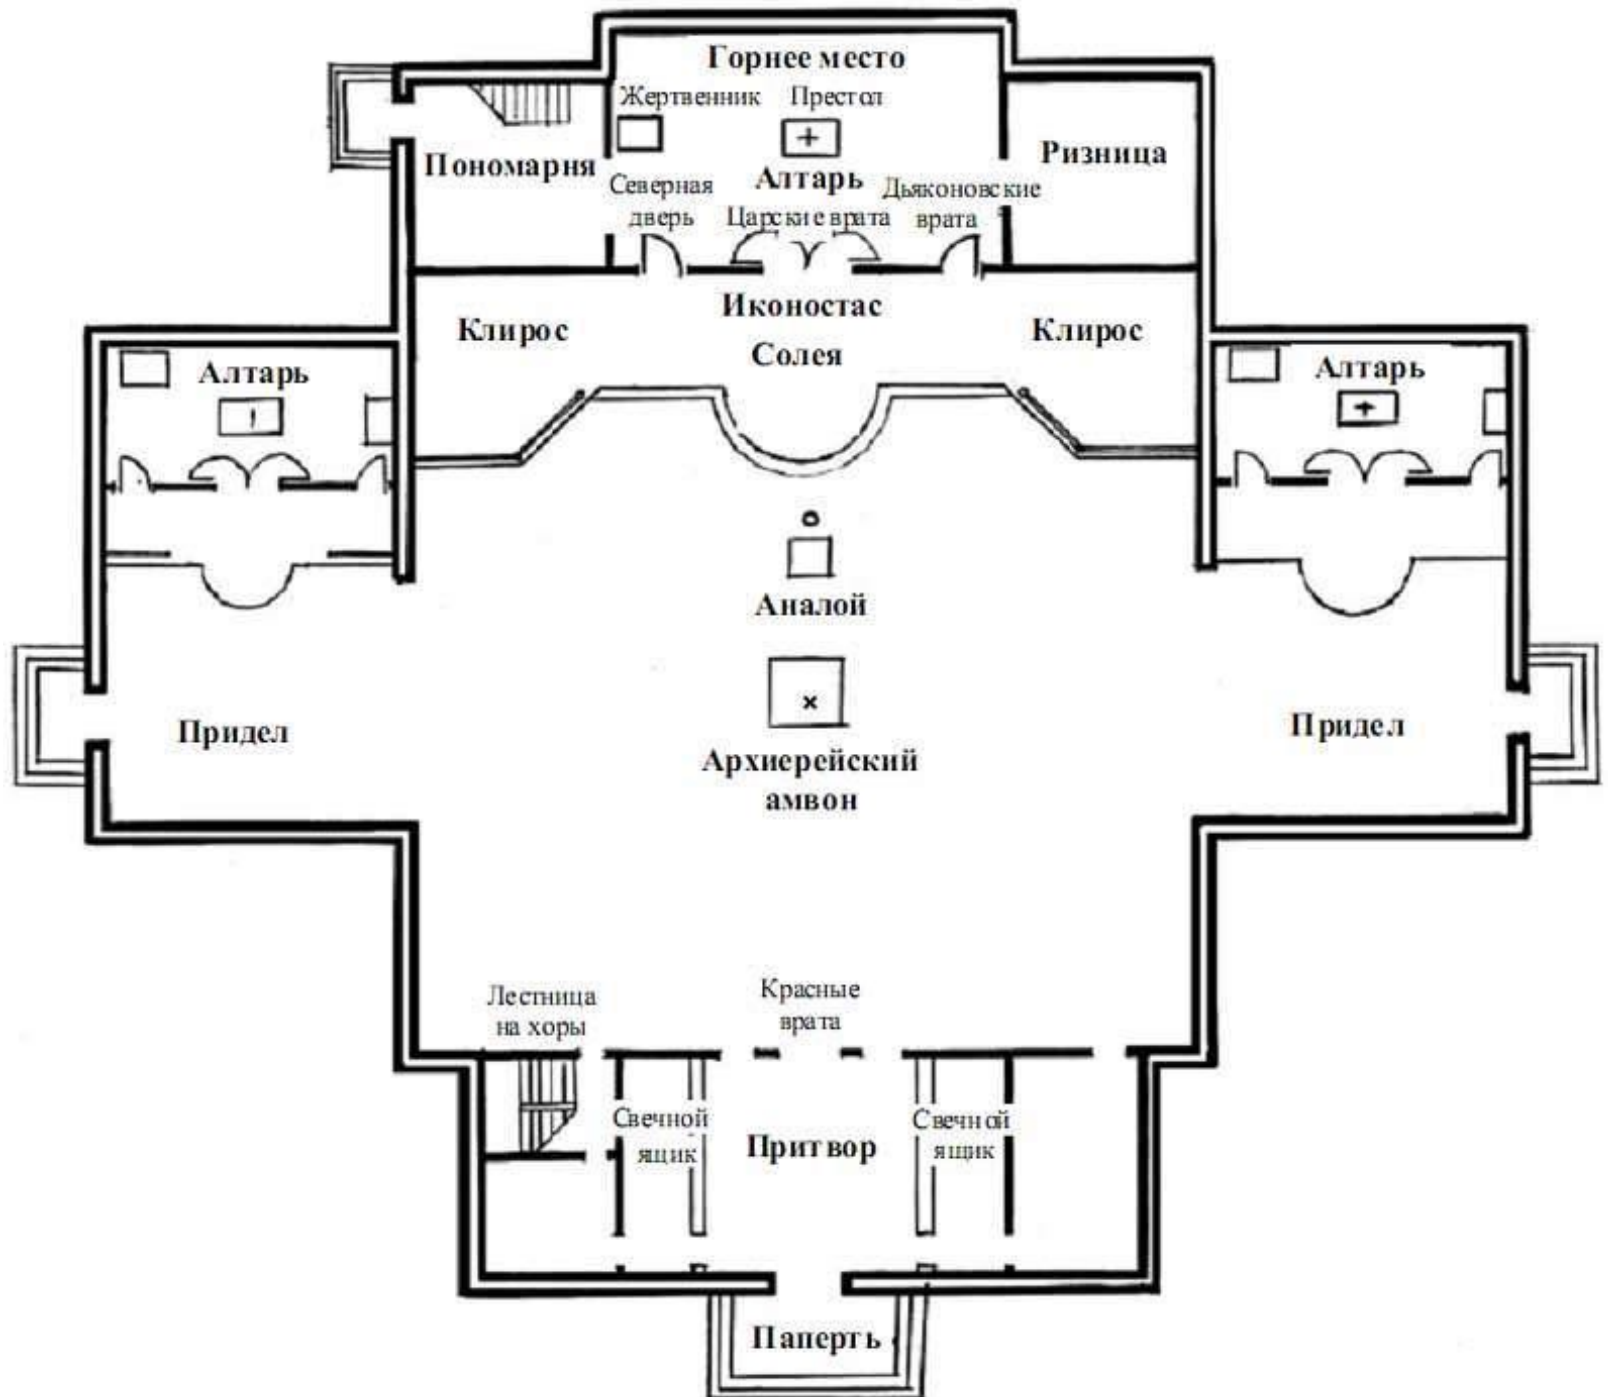 Горнее место
Жертвенник
Престол
Пономарня
Ризница
Северная
дверь
Алтарь
Царские врата
Дьяконовские
врата
Иконостас
Клирос
Солея
Клирос
Алтарь
Алтарь
Аналой
Придел
Придел
Архиерейский
амвон
Лестница
на хоры
Красные
врата
Свечной
ящик
Притвор
Свечной
ящик
Паперть